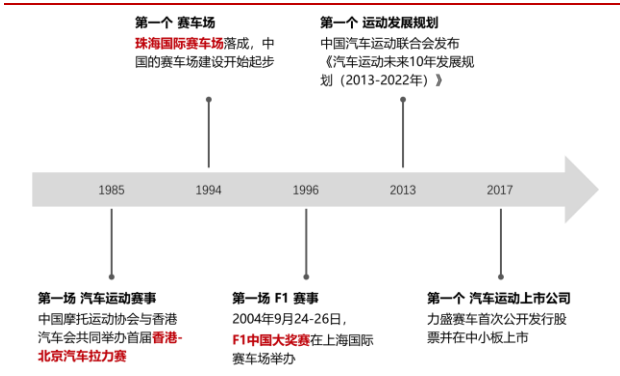 第一个 赛车场
珠海国际赛车场落成，中
国的赛车场建设开始起步
第一个 运动发展规划
中国汽车运动联合会发布
《汽车运动未来10年发展规
划（2013-2022年）》
1985
1994
1996
2013
2017
第一场 汽车运动赛事
中国摩托运动协会与香港
汽车会共同举办首届香港-
北京汽车拉力赛
第一场 F1 赛事
2004年9月24-26日，
F1中国大奖赛在上海国际
赛车场举办
第一个 汽车运动上市公司
力盛赛车首次公开发行股
票并在中小板上市